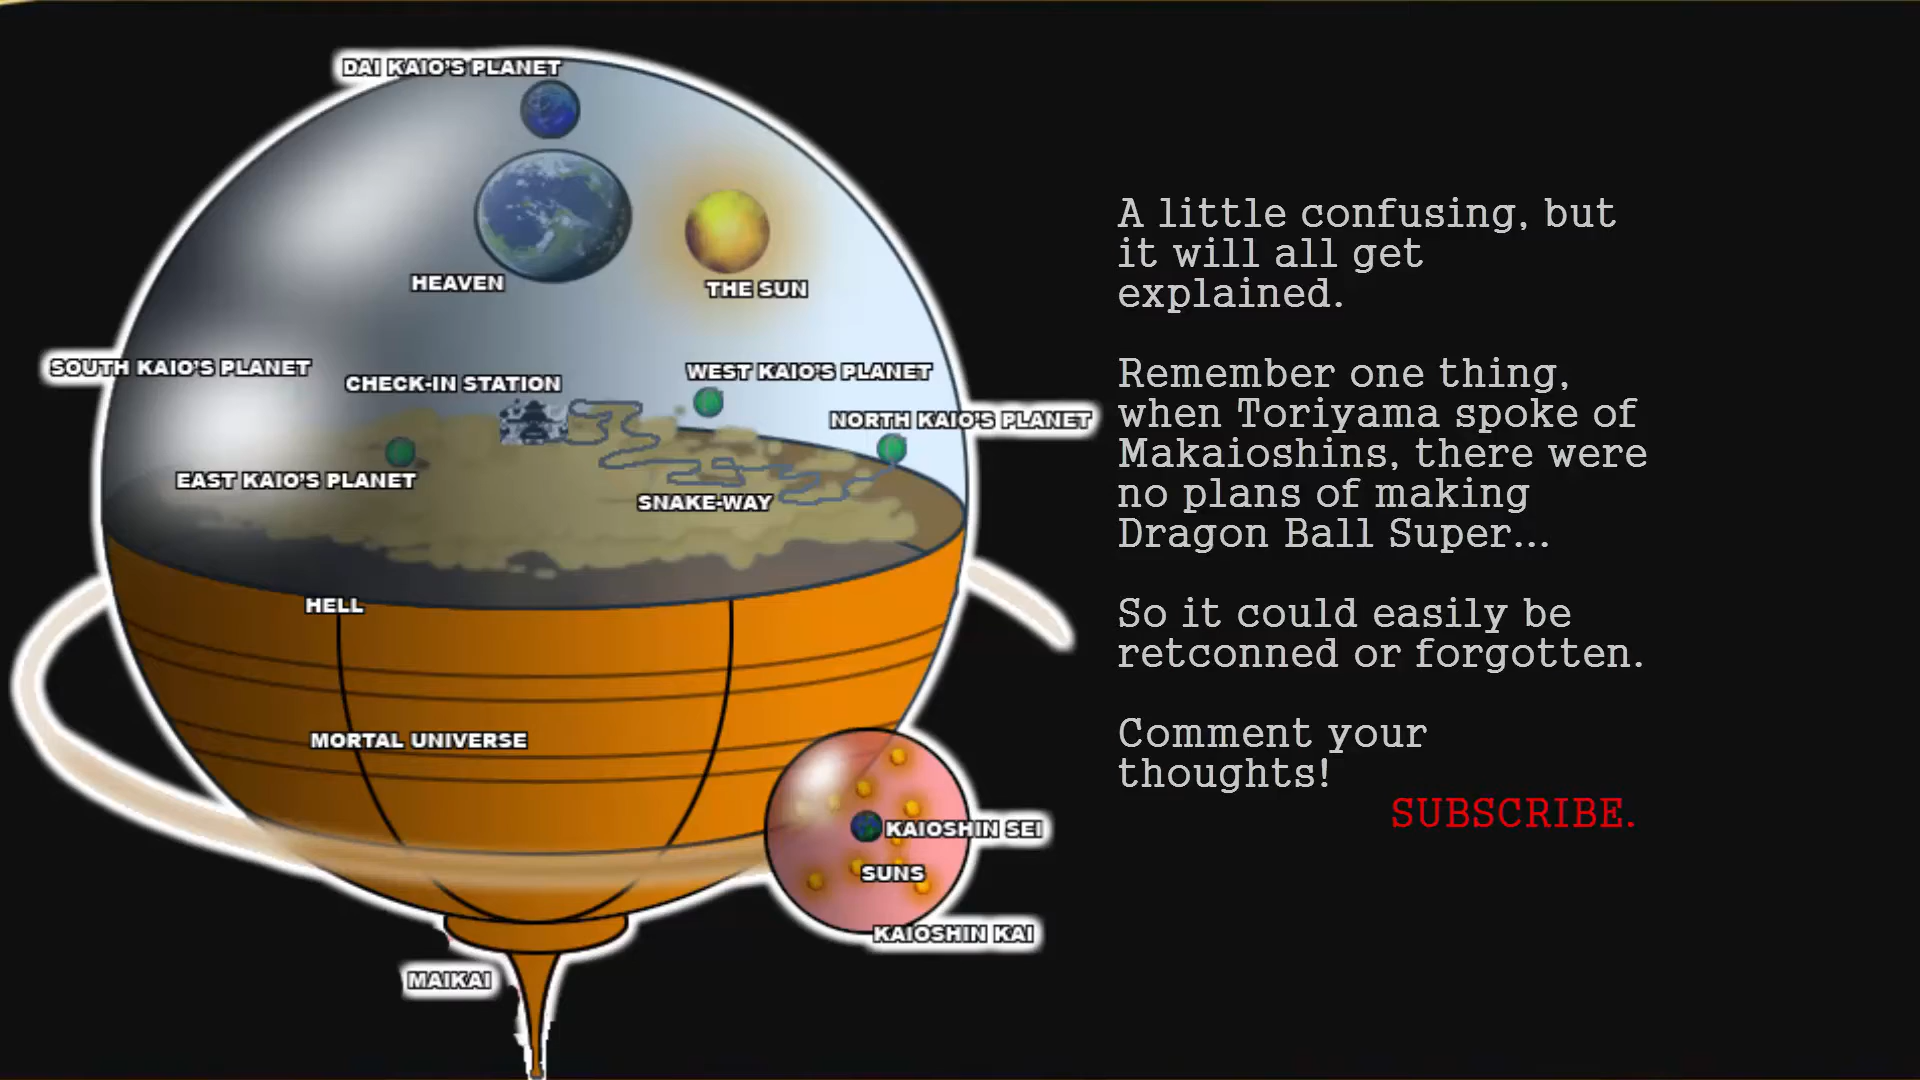 DAI KAIO'S PLANET
HEAVEN
THE SUN
SOUTH KAIO'S PLANET
CHECK-IN STATION
WEST KAIO'S PLANET
NORTH KAIO'S PLANET
EAST KAIO'S PLANET
SNAKE-WAY
HELL
MORTAL UNIVERSE
KAIOSHIN SEI
SUNS
KAIOSHIN KAI
MAIKAI
A little confusing, but
it will all get
explained.
Remember one thing,
when Toriyama spoke of
Makaioshins, there were
no plans of making
Dragon Ball Super...
So it could easily be
retconned or forgotten.
Comment your
thoughts!
SUBSCRIBE.